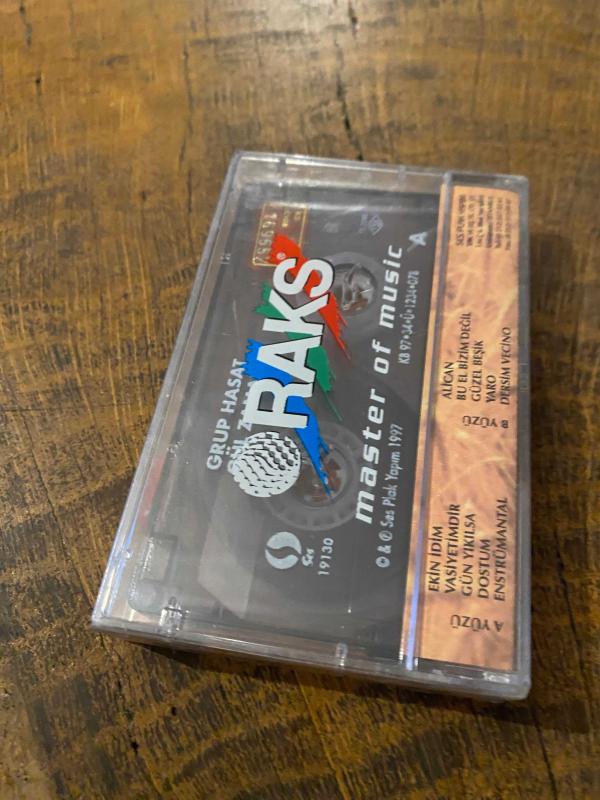 GRUP HASAT
RAKS
master of music
KB 97•34•Ü•1234•078
A
© & ℗ Ses Plak Yapım 1997
Ses
19130
A YÜZÜ
EKİN İDİM
VASİYETİMDİR
GÜN YIKILSA
DOSTUM
ENSTRÜMANTAL
B YÜZÜ
ALİCAN
BU EL BİZİM DEĞİL
GÜZEL BEŞİK
YARO
DERSİM VECİNO